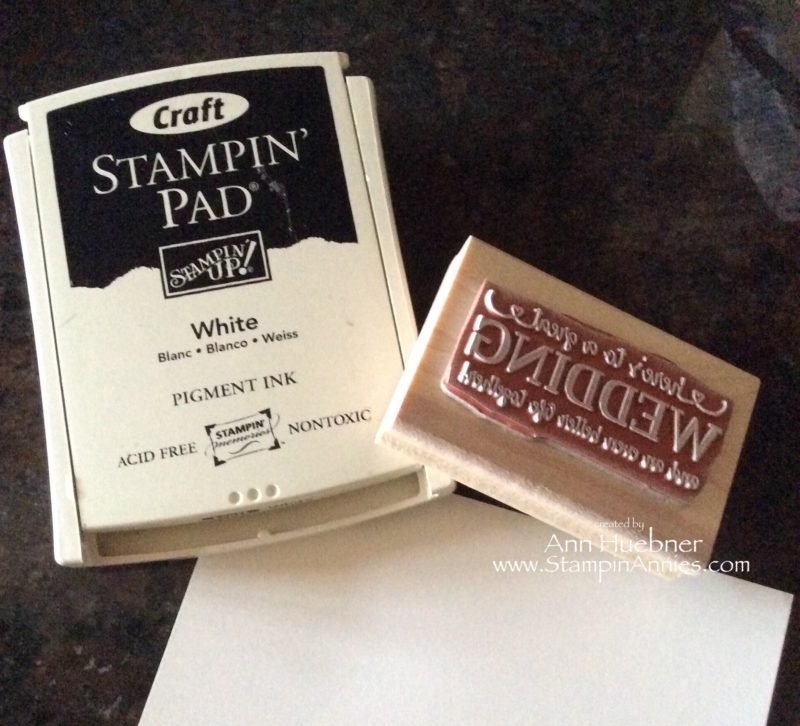 Craft
STAMPIN'
PAD®
STAMPIN'
UP!®
White
Blanc • Blanco • Weiss
PIGMENT INK
ACID FREE
STAMPIN'
memories™
NONTOXIC
here's to a great
WEDDING
and an even better life together!
created by
Ann Huebner
www.StampinAnnies.com